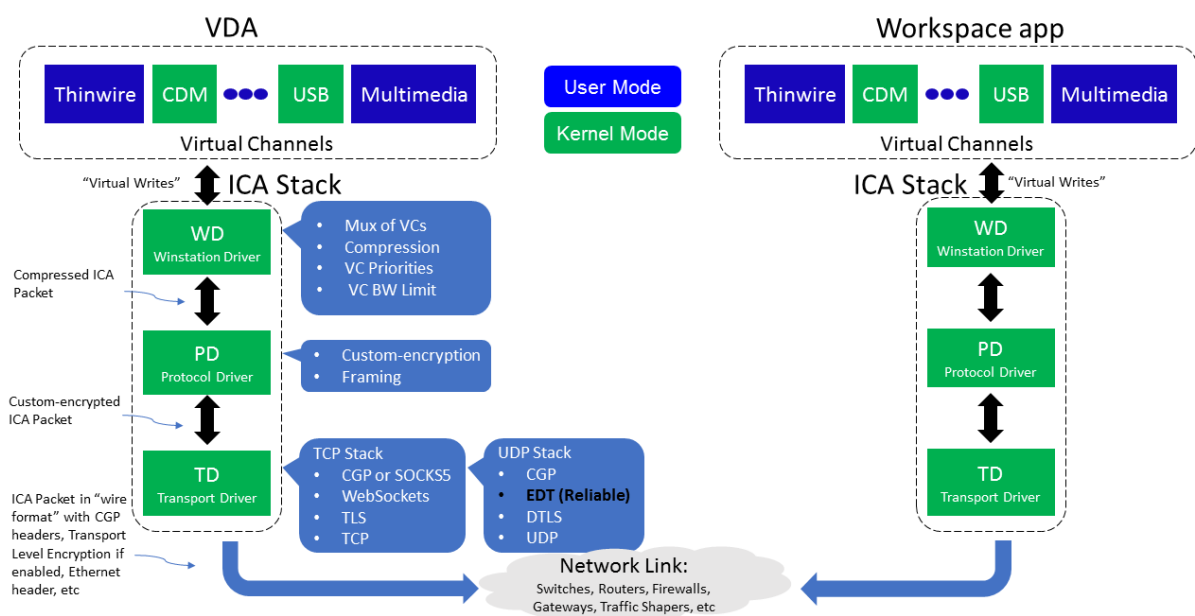 VDA
Workspace app
Thinwire
CDM
USB
Multimedia
User Mode
Kernel Mode
Thinwire
CDM
USB
Multimedia
Virtual Channels
Virtual Channels
“Virtual Writes”
ICA Stack
ICA Stack
“Virtual Writes”
WD
Winstation Driver
• Mux of VCs
• Compression
• VC Priorities
• VC BW Limit
WD
Winstation Driver
Compressed ICA
Packet
PD
Protocol Driver
• Custom-encryption
• Framing
PD
Protocol Driver
Custom-encrypted
ICA Packet
TD
Transport Driver
TCP Stack
• CGP or SOCKS5
• WebSockets
• TLS
• TCP
UDP Stack
• CGP
• EDT (Reliable)
• DTLS
• UDP
TD
Transport Driver
ICA Packet in “wire
format” with CGP
headers, Transport
Level Encryption if
enabled, Ethernet
header, etc
Network Link:
Switches, Routers, Firewalls,
Gateways, Traffic Shapers, etc